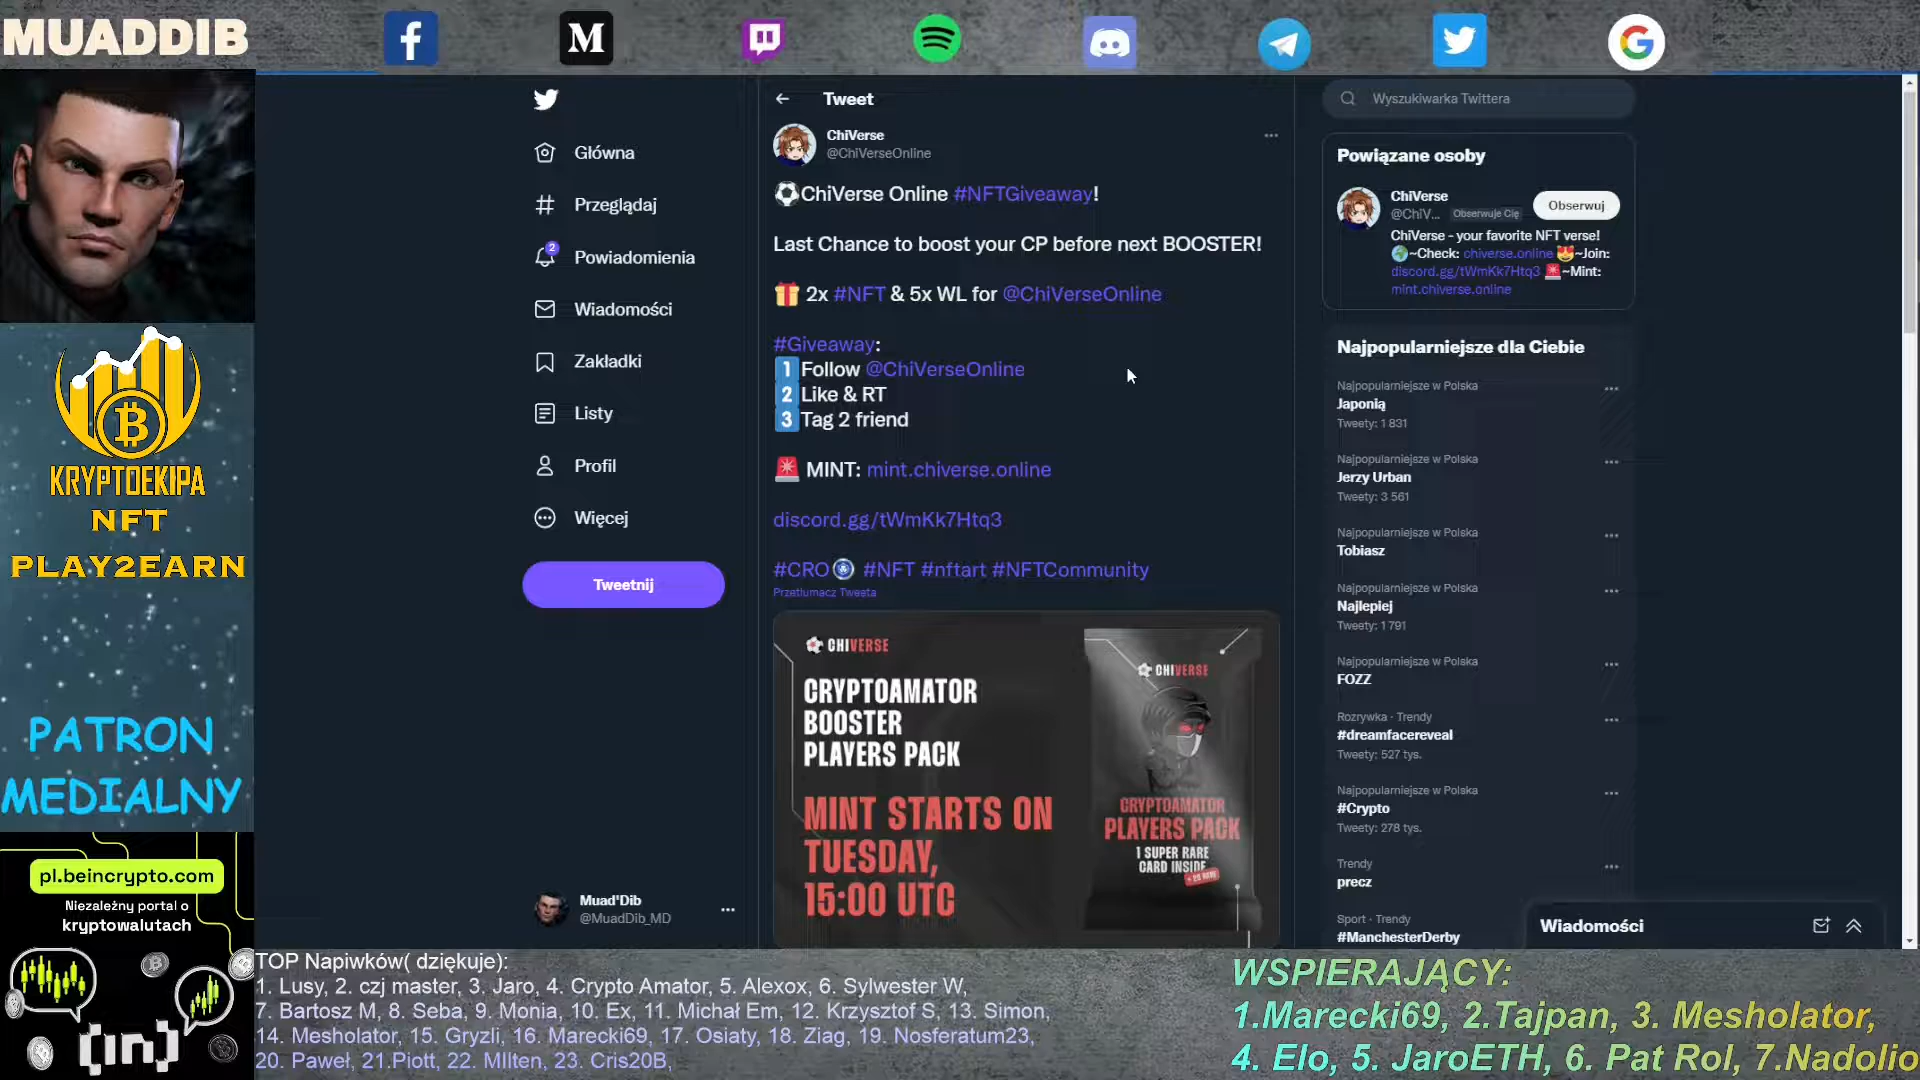 MUADDIB
M
KRYPTOEKIPA
NFT
PLAY2EARN
PATRON
MEDIALNY
pl.beincrypto.com
Niezależny portal o
kryptowalutach
[in]
Główna
Przeglądaj
2
Powiadomienia
Wiadomości
Zakładki
Listy
Profil
Więcej
Tweetnij
Muad'Dib
@MuadDib_MD
Tweet
ChiVerse
@ChiVerseOnline
⚽ChiVerse Online #NFTGiveaway!
Last Chance to boost your CP before next BOOSTER!
🎁 2x #NFT & 5x WL for @ChiVerseOnline
#Giveaway:
1 Follow @ChiVerseOnline
2 Like & RT
3 Tag 2 friend
🚨 MINT: mint.chiverse.online
discord.gg/tWmKk7Htq3
#CRO #NFT #nftart #NFTCommunity
Przetłumacz Tweeta
CHIVERSE
CRYPTOAMATOR
BOOSTER
PLAYERS PACK
MINT STARTS ON
TUESDAY,
15:00 UTC
CHIVERSE
CRYPTOAMATOR
PLAYERS PACK
1 SUPER RARE
CARD INSIDE
Wyszukiwarka Twittera
Powiązane osoby
ChiVerse
@ChiV... Obserwuje Cię
Obserwuj
ChiVerse - your favorite NFT verse!
🌍~Check: chiverse.online 😻~Join:
discord.gg/tWmKk7Htq3 🚨~Mint:
mint.chiverse.online
Najpopularniejsze dla Ciebie
Najpopularniejsze w Polska
Japonią
Tweety: 1 831
Najpopularniejsze w Polska
Jerzy Urban
Tweety: 3 561
Najpopularniejsze w Polska
Tobiasz
Najpopularniejsze w Polska
Najlepiej
Tweety: 1 791
Najpopularniejsze w Polska
FOZZ
Rozrywka · Trendy
#dreamfacereveal
Tweety: 527 tys.
Najpopularniejsze w Polska
#Crypto
Tweety: 278 tys.
Trendy
precz
Sport · Trendy
#ManchesterDerby
Wiadomości
TOP Napiwków( dziękuje):
1. Lusy, 2. czj master, 3. Jaro, 4. Crypto Amator, 5. Alexox, 6. Sylwester W,
7. Bartosz M, 8. Seba, 9. Monia, 10. Ex, 11. Michał Em, 12. Krzysztof S, 13. Simon,
14. Mesholator, 15. Gryzli, 16. Marecki69, 17. Osiaty, 18. Ziag, 19. Nosferatum23,
20. Paweł, 21.Piott, 22. MIlten, 23. Cris20B,
WSPIERAJĄCY:
1.Marecki69, 2.Tajpan, 3. Mesholator,
4. Elo, 5. JaroETH, 6. Pat Rol, 7.Nadolio